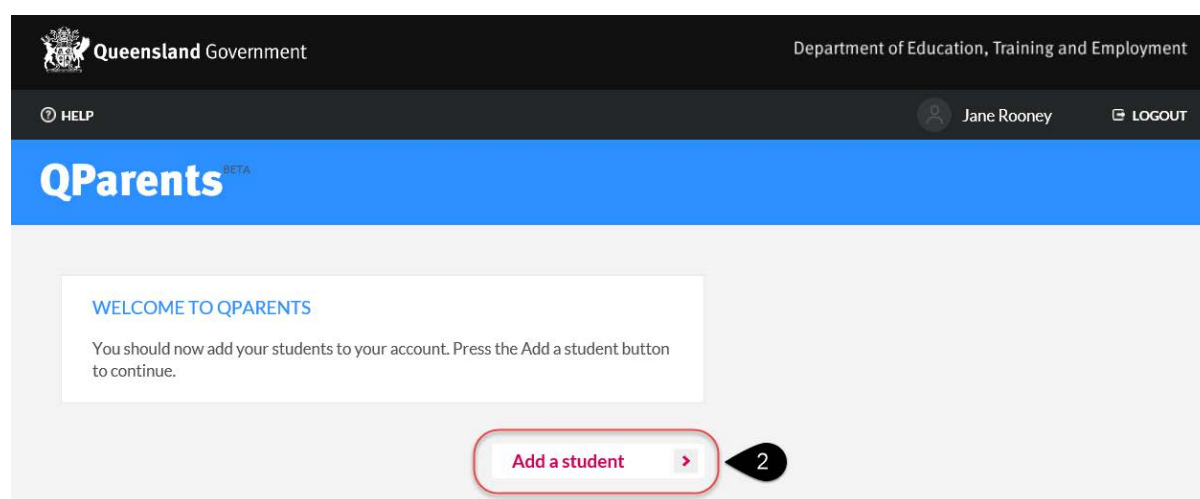 Queensland Government
Department of Education, Training and Employment
? HELP
Jane Rooney
LOGOUT
QParents BETA
WELCOME TO QPARENTS
You should now add your students to your account. Press the Add a student button
to continue.
Add a student >
2